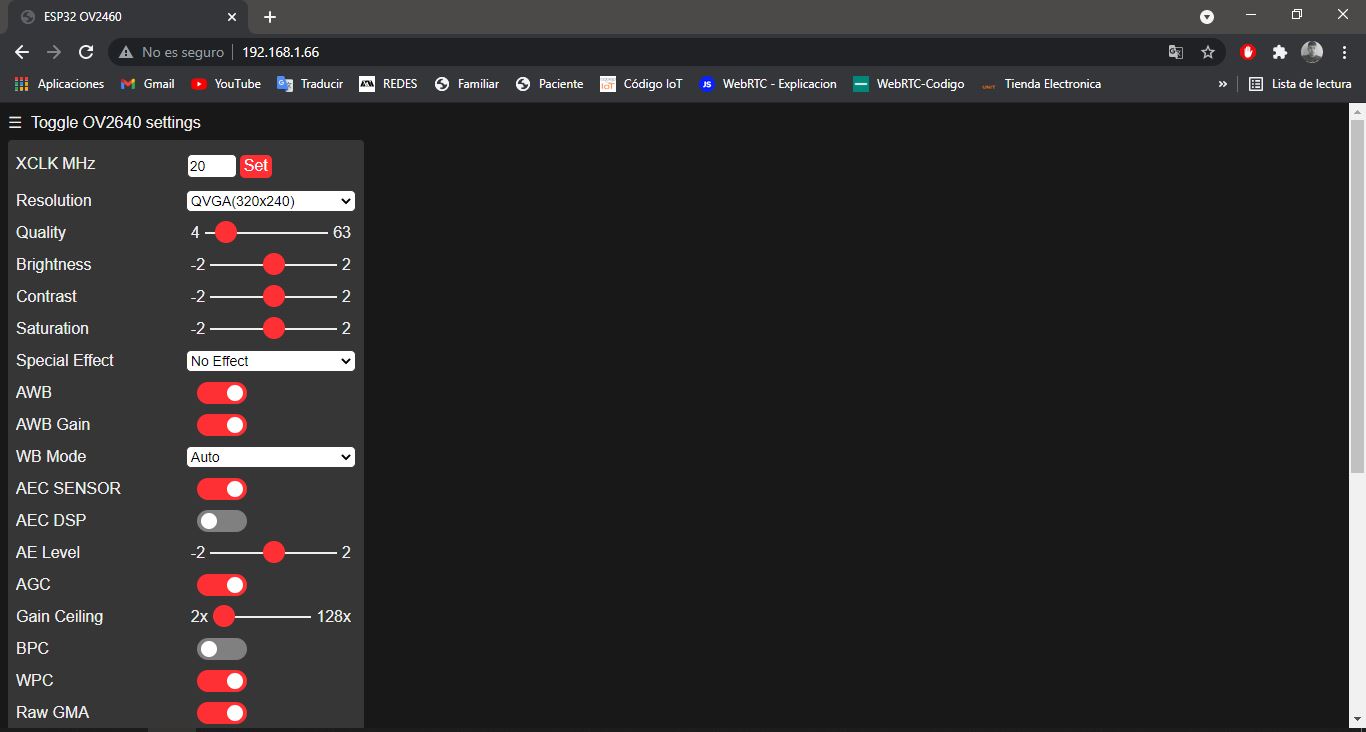 ESP32 OV2460
No es seguro 192.168.1.66
Aplicaciones Gmail YouTube Traducir REDES Familiar Paciente Código IoT WebRTC - Explicacion WebRTC-Codigo Tienda Electronica » Lista de lectura
☰ Toggle OV2640 settings
XCLK MHz 20 Set
Resolution QVGA(320x240)
Quality 4 63
Brightness -2 2
Contrast -2 2
Saturation -2 2
Special Effect No Effect
AWB
AWB Gain
WB Mode Auto
AEC SENSOR
AEC DSP
AE Level -2 2
AGC
Gain Ceiling 2x 128x
BPC
WPC
Raw GMA